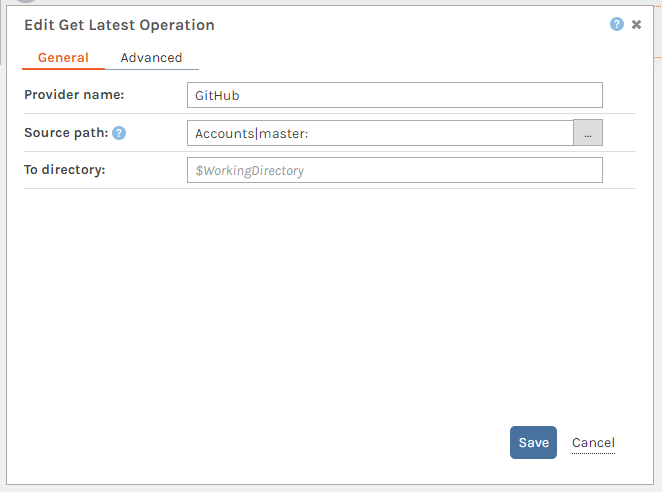 Edit Get Latest Operation ? ✖
General Advanced
Provider name: GitHub
Source path: ? Accounts|master: ...
To directory: $WorkingDirectory
Save Cancel